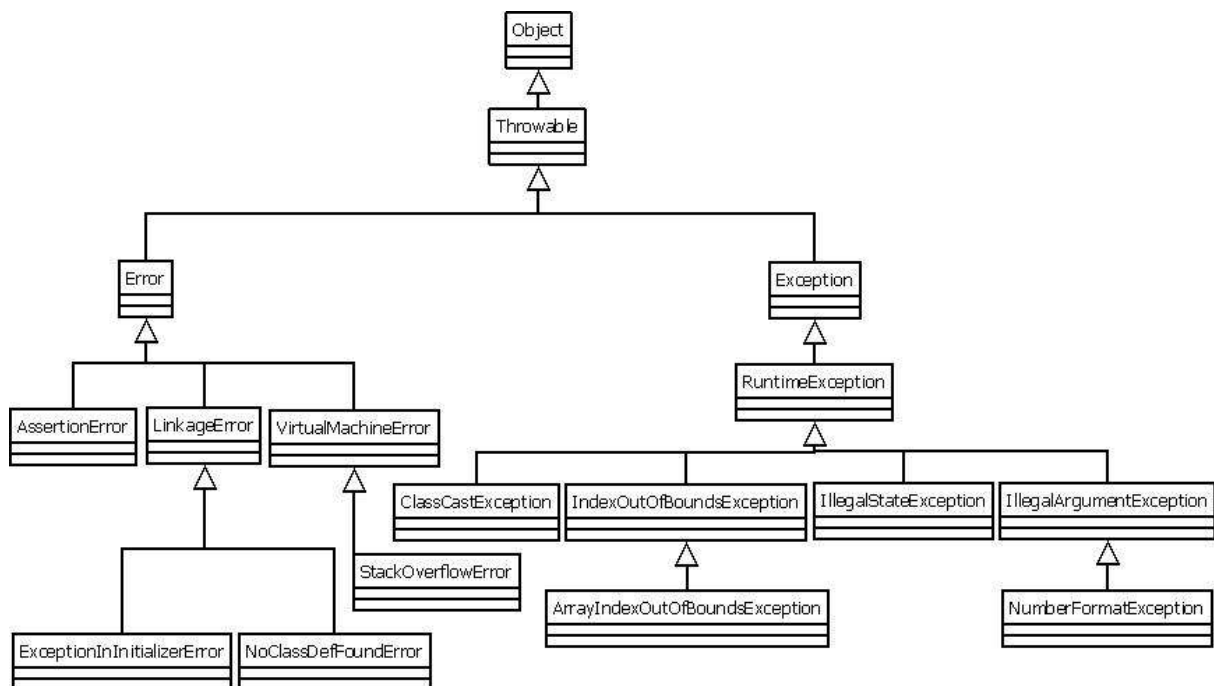 Object
Throwable
Error
Exception
RuntimeException
AssertionError
LinkageError
VirtualMachineError
ClassCastException
IndexOutOfBoundsException
IllegalStateException
IllegalArgumentException
StackOverflowError
ArrayIndexOutOfBoundsException
NumberFormatException
ExceptionInInitializerError
NoClassDefFoundError